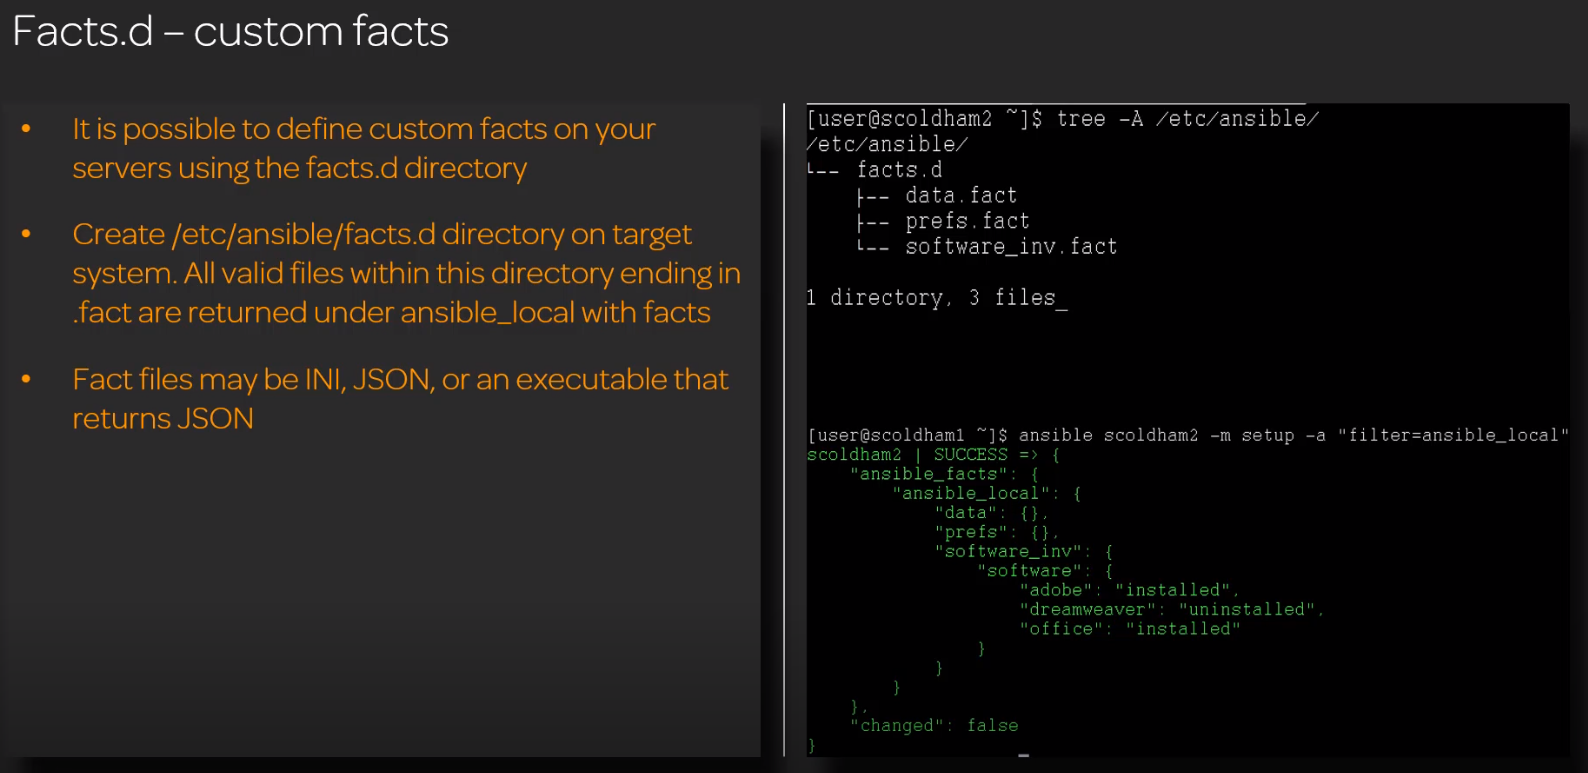 Facts.d – custom facts
• It is possible to define custom facts on your
servers using the facts.d directory
• Create /etc/ansible/facts.d directory on target
system. All valid files within this directory ending in
.fact are returned under ansible_local with facts
• Fact files may be INI, JSON, or an executable that
returns JSON
[user@scoldham2 ~]$ tree -A /etc/ansible/
/etc/ansible/
└── facts.d
    ├── data.fact
    ├── prefs.fact
    └── software_inv.fact
1 directory, 3 files_
[user@scoldham1 ~]$ ansible scoldham2 -m setup -a "filter=ansible_local"
scoldham2 | SUCCESS => {
    "ansible_facts": {
        "ansible_local": {
            "data": {},
            "prefs": {},
            "software_inv": {
                "software": {
                    "adobe": "installed",
                    "dreamweaver": "uninstalled",
                    "office": "installed"
                }
            }
        }
    },
    "changed": false
}